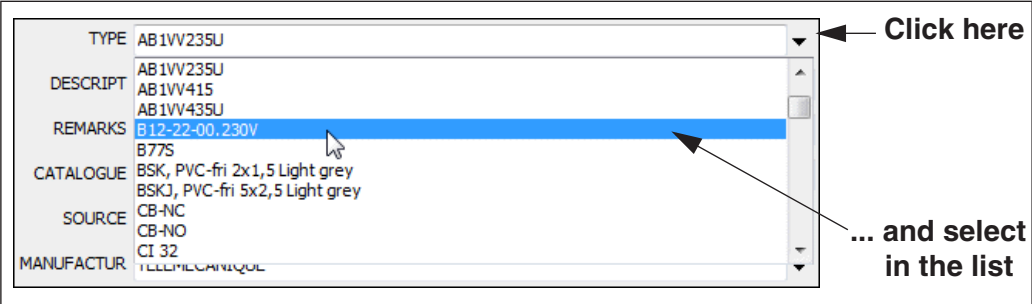 TYPE AB1VV235U
Click here
AB1VV235U
DESCRIPT
AB1VV415
AB1VV435U
REMARKS B12-22-00.230V
B77S
CATALOGUE BSK, PVC-fri 2x1,5 Light grey
BSKJ, PVC-fri 5x2,5 Light grey
SOURCE CB-NC
CB-NO
... and select
in the list
CI 32
MANUFACTUR TELEMECANIQUE